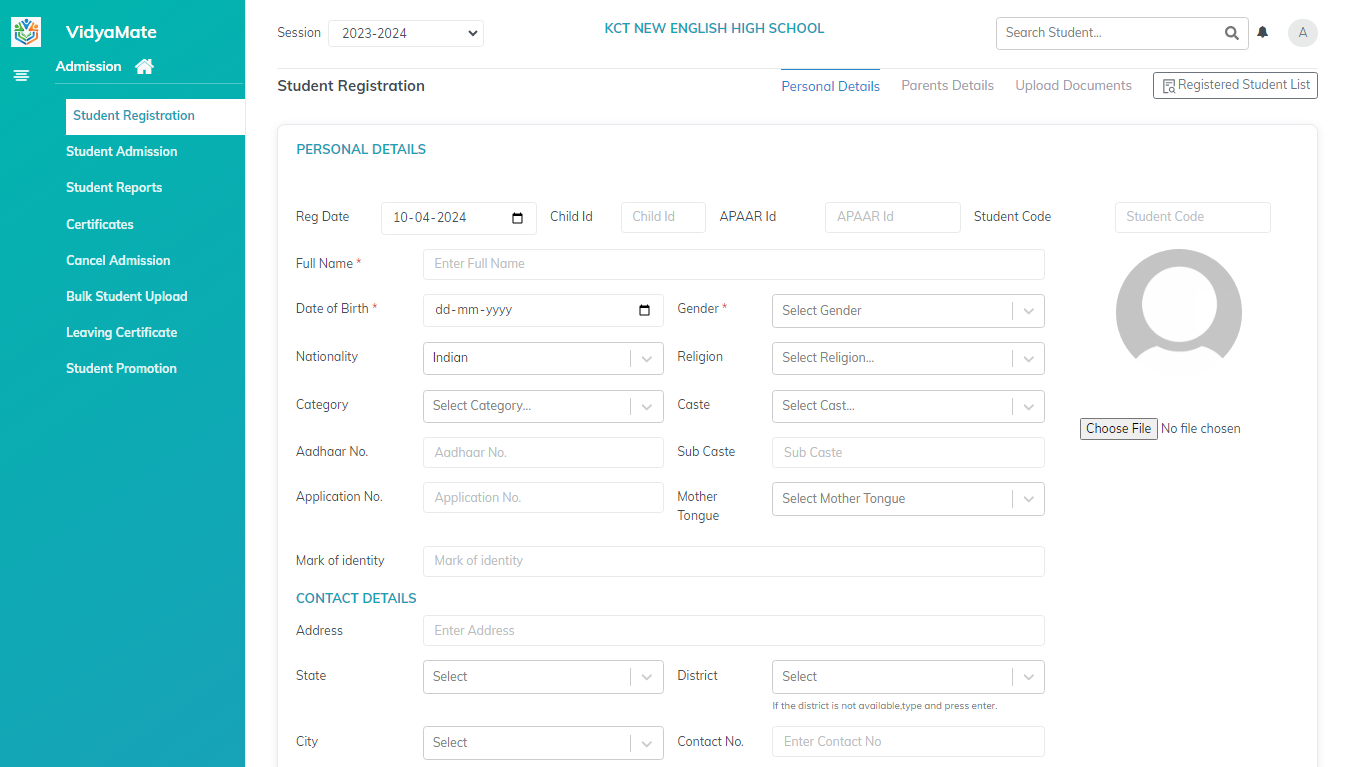 VidyaMate
Admission
Student Registration
Student Admission
Student Reports
Certificates
Cancel Admission
Bulk Student Upload
Leaving Certificate
Student Promotion
Session 2023-2024 KCT NEW ENGLISH HIGH SCHOOL Search Student... A
Student Registration Personal Details Parents Details Upload Documents Registered Student List
PERSONAL DETAILS
Reg Date 10-04-2024 Child Id Child Id APAAR Id APAAR Id Student Code Student Code
Full Name * Enter Full Name
Date of Birth * dd-mm-yyyy Gender * Select Gender
Nationality Indian Religion Select Religion...
Category Select Category... Caste Select Cast...
Choose File No file chosen
Aadhaar No. Aadhaar No. Sub Caste Sub Caste
Application No. Application No. Mother Tongue Select Mother Tongue
Mark of identity Mark of identity
CONTACT DETAILS
Address Enter Address
State Select District Select
If the district is not available,type and press enter.
City Select Contact No. Enter Contact No